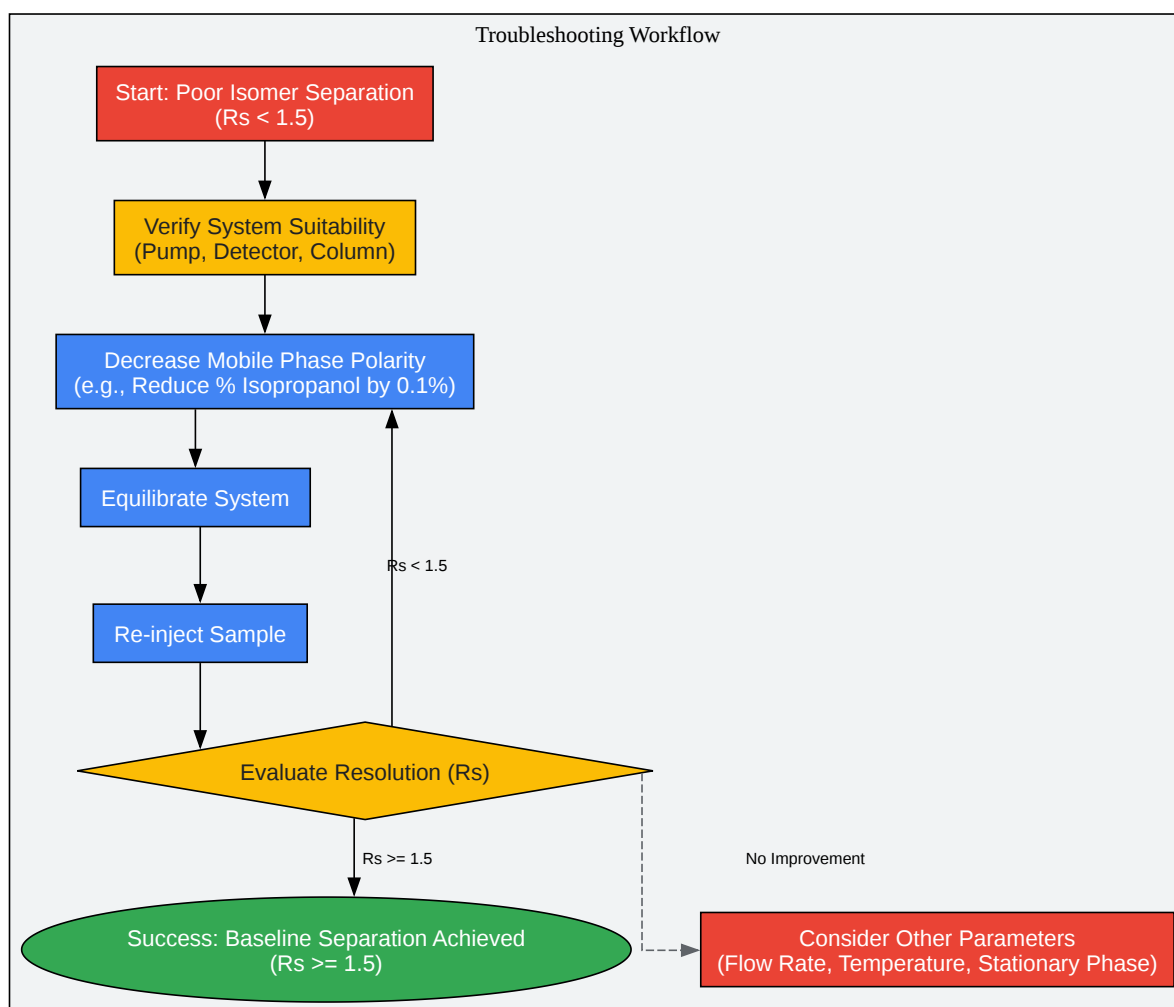 Troubleshooting Workflow
Start: Poor Isomer Separation
(Rs < 1.5)
Verify System Suitability
(Pump, Detector, Column)
Decrease Mobile Phase Polarity
(e.g., Reduce % Isopropanol by 0.1%)
Equilibrate System
Rs < 1.5
Re-inject Sample
Evaluate Resolution (Rs)
Rs >= 1.5
No Improvement
Success: Baseline Separation Achieved
(Rs >= 1.5)
Consider Other Parameters
(Flow Rate, Temperature, Stationary Phase)